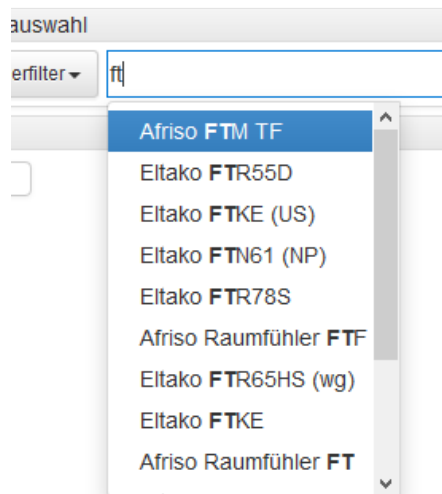 auswahl
erfilter
ft
Afriso FTM TF
Eltako FTR55D
Eltako FTKE (US)
Eltako FTN61 (NP)
Eltako FTR78S
Afriso Raumfühler FTF
Eltako FTR65HS (wg)
Eltako FTKE
Afriso Raumfühler FT